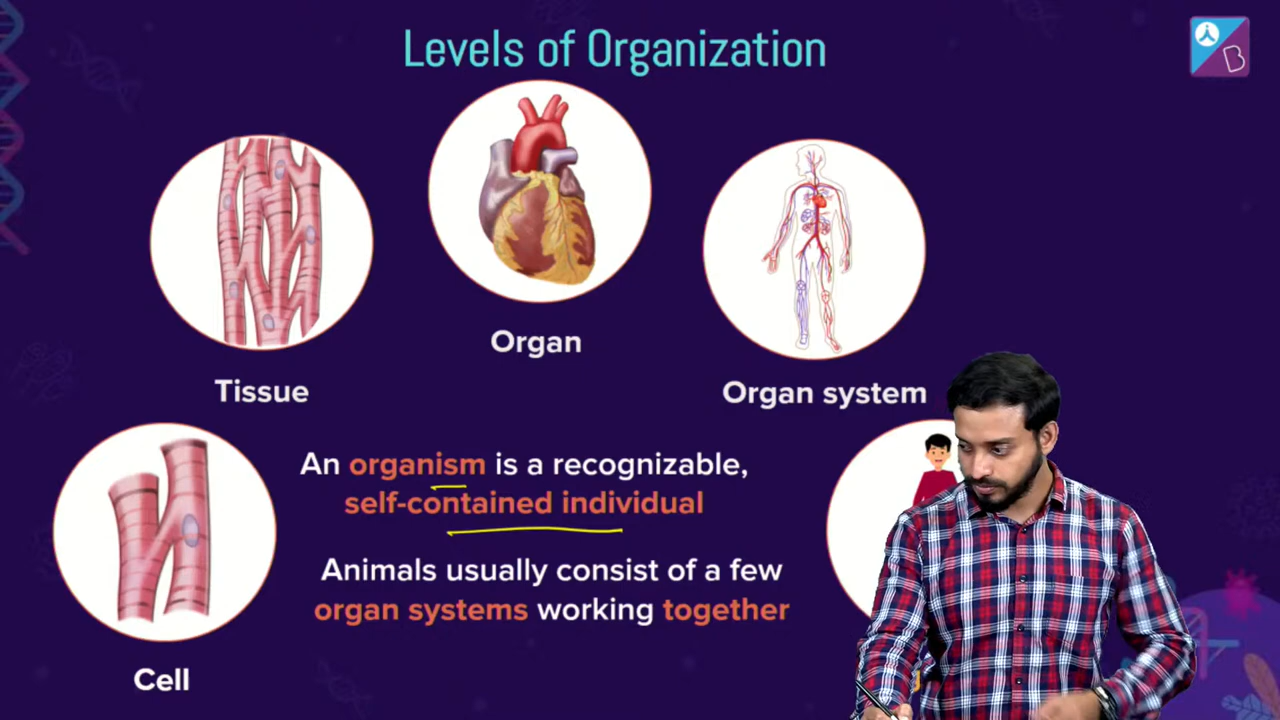 Levels of Organization
Organ
Tissue
Organ system
An organism is a recognizable,
self-contained individual
Animals usually consist of a few
organ systems working together
Cell